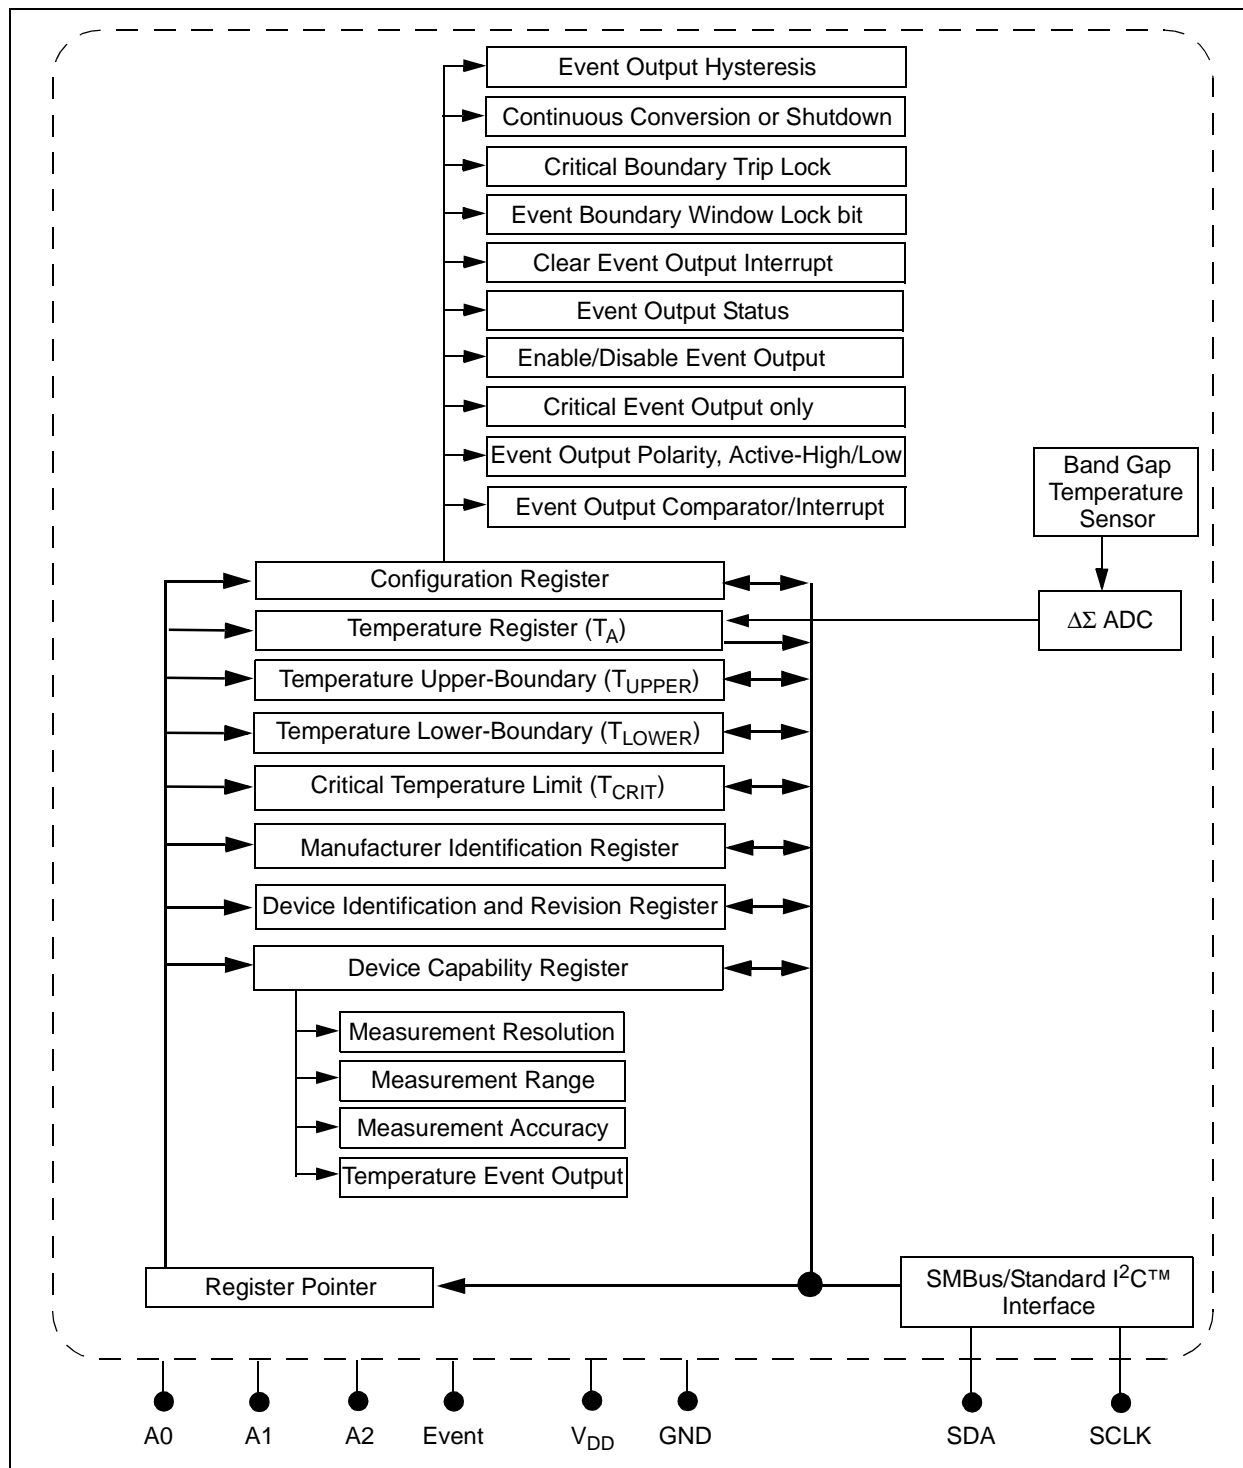 Event Output Hysteresis
Continuous Conversion or Shutdown
Critical Boundary Trip Lock
Event Boundary Window Lock bit
Clear Event Output Interrupt
Event Output Status
Enable/Disable Event Output
Critical Event Output only
Event Output Polarity, Active-High/Low
Event Output Comparator/Interrupt
Band Gap
Temperature
Sensor
Configuration Register
ΔΣ ADC
Temperature Register (TA)
Temperature Upper-Boundary (TUPPER)
Temperature Lower-Boundary (TLOWER)
Critical Temperature Limit (TCRIT)
Manufacturer Identification Register
Device Identification and Revision Register
Device Capability Register
Measurement Resolution
Measurement Range
Measurement Accuracy
Temperature Event Output
Register Pointer
SMBus/Standard I²C™
Interface
A0 A1 A2 Event VDD GND SDA SCLK